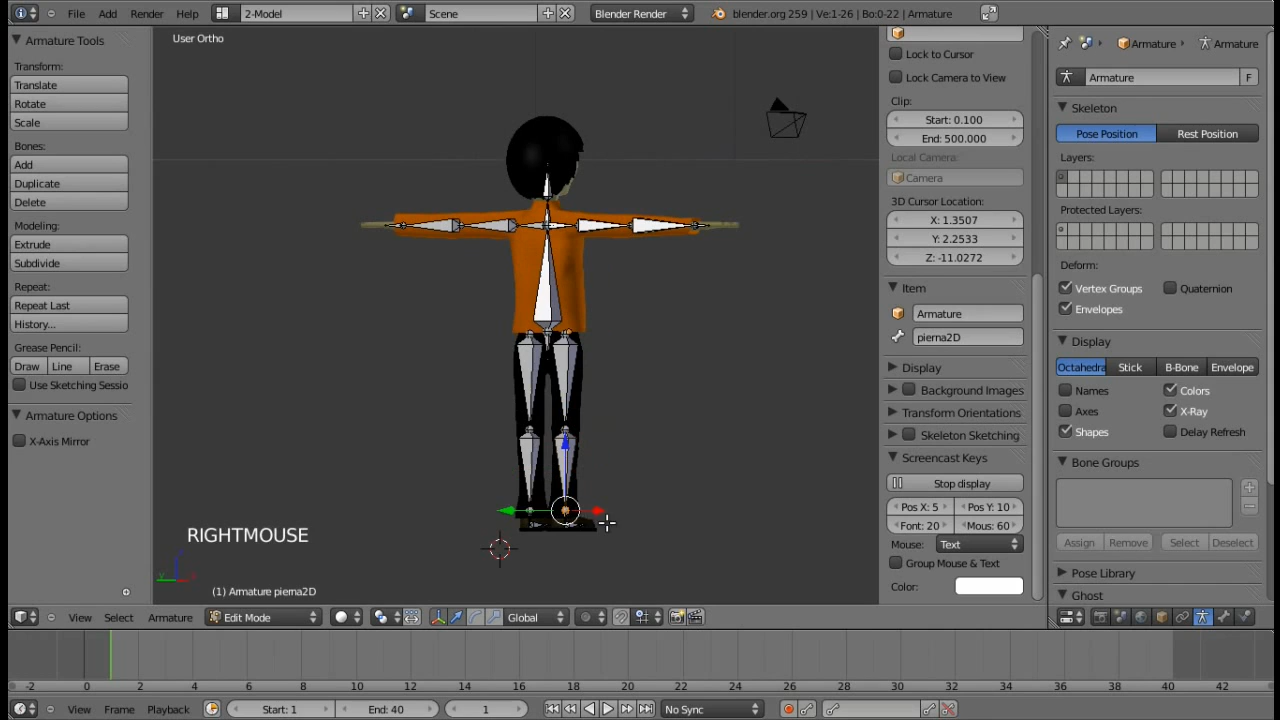 File Add Render Help 2-Model Scene Blender Render blender.org 259 | Ve:1-26 | Bo:0-22 | Armature
Armature Tools
Transform:
Translate
Rotate
Scale
Bones:
Add
Duplicate
Delete
Modeling:
Extrude
Subdivide
Repeat:
Repeat Last
History...
Grease Pencil:
Draw Line Erase
Use Sketching Sessio
Armature Options
X-Axis Mirror
User Ortho
RIGHTMOUSE
(1) Armature pierna2D
Lock to Cursor
Lock Camera to View
Clip:
Start: 0.100
End: 500.000
Local Camera:
Camera
3D Cursor Location:
X: 1.3507
Y: 2.2533
Z: -11.0272
Item
Armature
pierna2D
Display
Background Images
Transform Orientations
Skeleton Sketching
Screencast Keys
Stop display
Pos X: 5 Pos Y: 10
Font: 20 Mous: 60
Mouse: Text
Group Mouse & Text
Color:
Armature Armature
Armature F
Skeleton
Pose Position Rest Position
Layers:
Protected Layers:
Deform:
Vertex Groups Quaternion
Envelopes
Display
Octahedra Stick B-Bone Envelope
Names Colors
Axes X-Ray
Shapes Delay Refresh
Bone Groups
Assign Remove Select Deselect
Pose Library
Ghost
View Select Armature Edit Mode Global
-2 0 2 4 6 8 10 12 14 16 18 20 22 24 26 28 30 32 34 36 38 40 42
View Frame Playback Start: 1 End: 40 1 No Sync